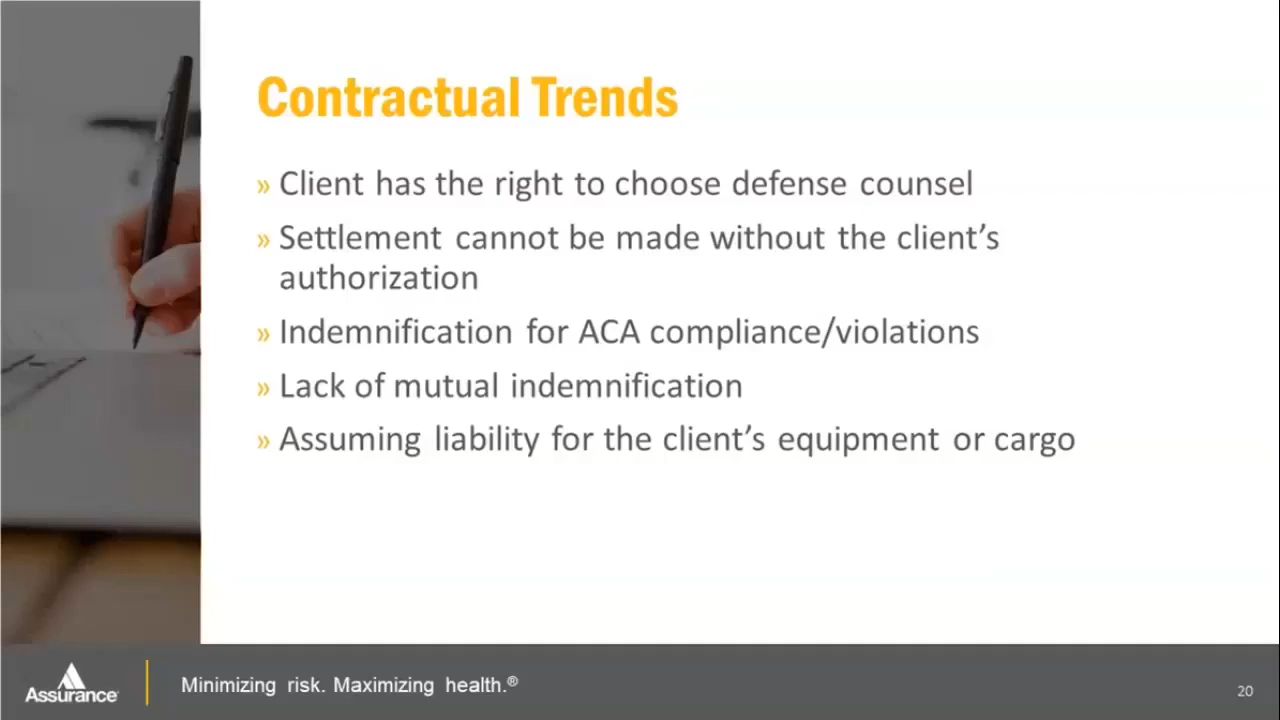 Contractual Trends
» Client has the right to choose defense counsel
» Settlement cannot be made without the client’s
authorization
» Indemnification for ACA compliance/violations
» Lack of mutual indemnification
» Assuming liability for the client’s equipment or cargo
Assurance
Minimizing risk. Maximizing health.®
20